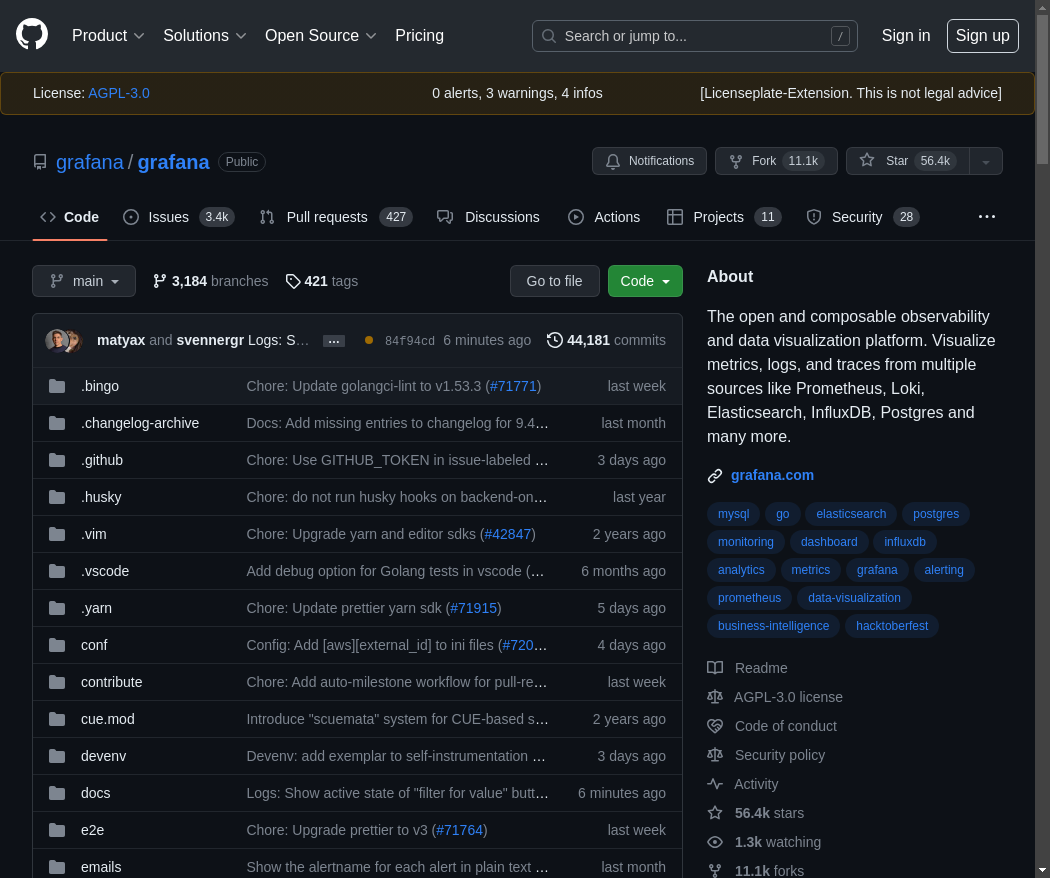 Product Solutions Open Source Pricing Search or jump to... / Sign in Sign up
License: AGPL-3.0 0 alerts, 3 warnings, 4 infos [Licenseplate-Extension. This is not legal advice]
grafana / grafana Public Notifications Fork 11.1k Star 56.4k
Code Issues 3.4k Pull requests 427 Discussions Actions Projects 11 Security 28 ...
main 3,184 branches 421 tags Go to file Code
matyax and svennergr Logs: S… ... 84f94cd 6 minutes ago 44,181 commits
.bingo Chore: Update golangci-lint to v1.53.3 (#71771) last week
.changelog-archive Docs: Add missing entries to changelog for 9.4… last month
.github Chore: Use GITHUB_TOKEN in issue-labeled … 3 days ago
.husky Chore: do not run husky hooks on backend-on… last year
.vim Chore: Upgrade yarn and editor sdks (#42847) 2 years ago
.vscode Add debug option for Golang tests in vscode (… 6 months ago
.yarn Chore: Update prettier yarn sdk (#71915) 5 days ago
conf Config: Add [aws][external_id] to ini files (#720… 4 days ago
contribute Chore: Add auto-milestone workflow for pull-re… last week
cue.mod Introduce "scuemata" system for CUE-based s… 2 years ago
devenv Devenv: add exemplar to self-instrumentation … 3 days ago
docs Logs: Show active state of "filter for value" butt… 6 minutes ago
e2e Chore: Upgrade prettier to v3 (#71764) last week
emails Show the alertname for each alert in plain text … last month
About
The open and composable observability
and data visualization platform. Visualize
metrics, logs, and traces from multiple
sources like Prometheus, Loki,
Elasticsearch, InfluxDB, Postgres and
many more.
grafana.com
mysql go elasticsearch postgres
monitoring dashboard influxdb
analytics metrics grafana alerting
prometheus data-visualization
business-intelligence hacktoberfest
Readme
AGPL-3.0 license
Code of conduct
Security policy
Activity
56.4k stars
1.3k watching
11.1k forks